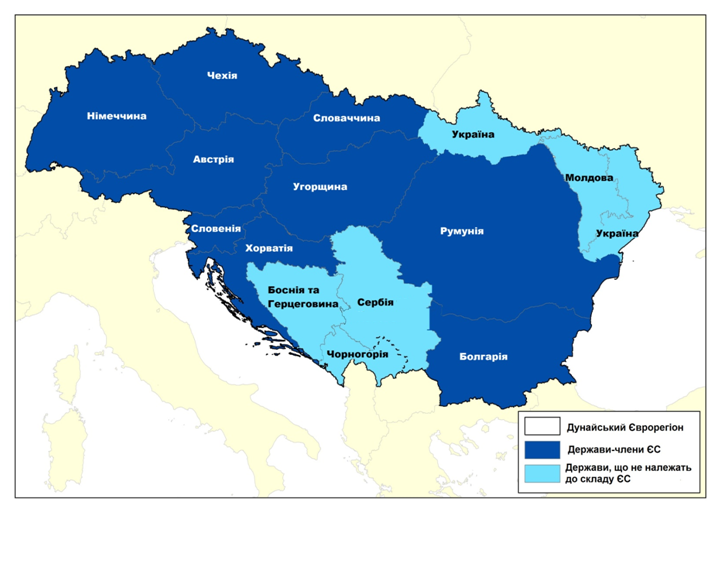 Чехія
Німеччина
Словаччина
Україна
Австрія
Молдова
Угорщина
Словенія
Румунія
Україна
Хорватія
Боснія та
Герцеговина
Сербія
Чорногорія
Болгарія
Дунайський Єврорегіон
Держави-члени ЄС
Держави, що не належать
до складу ЄС